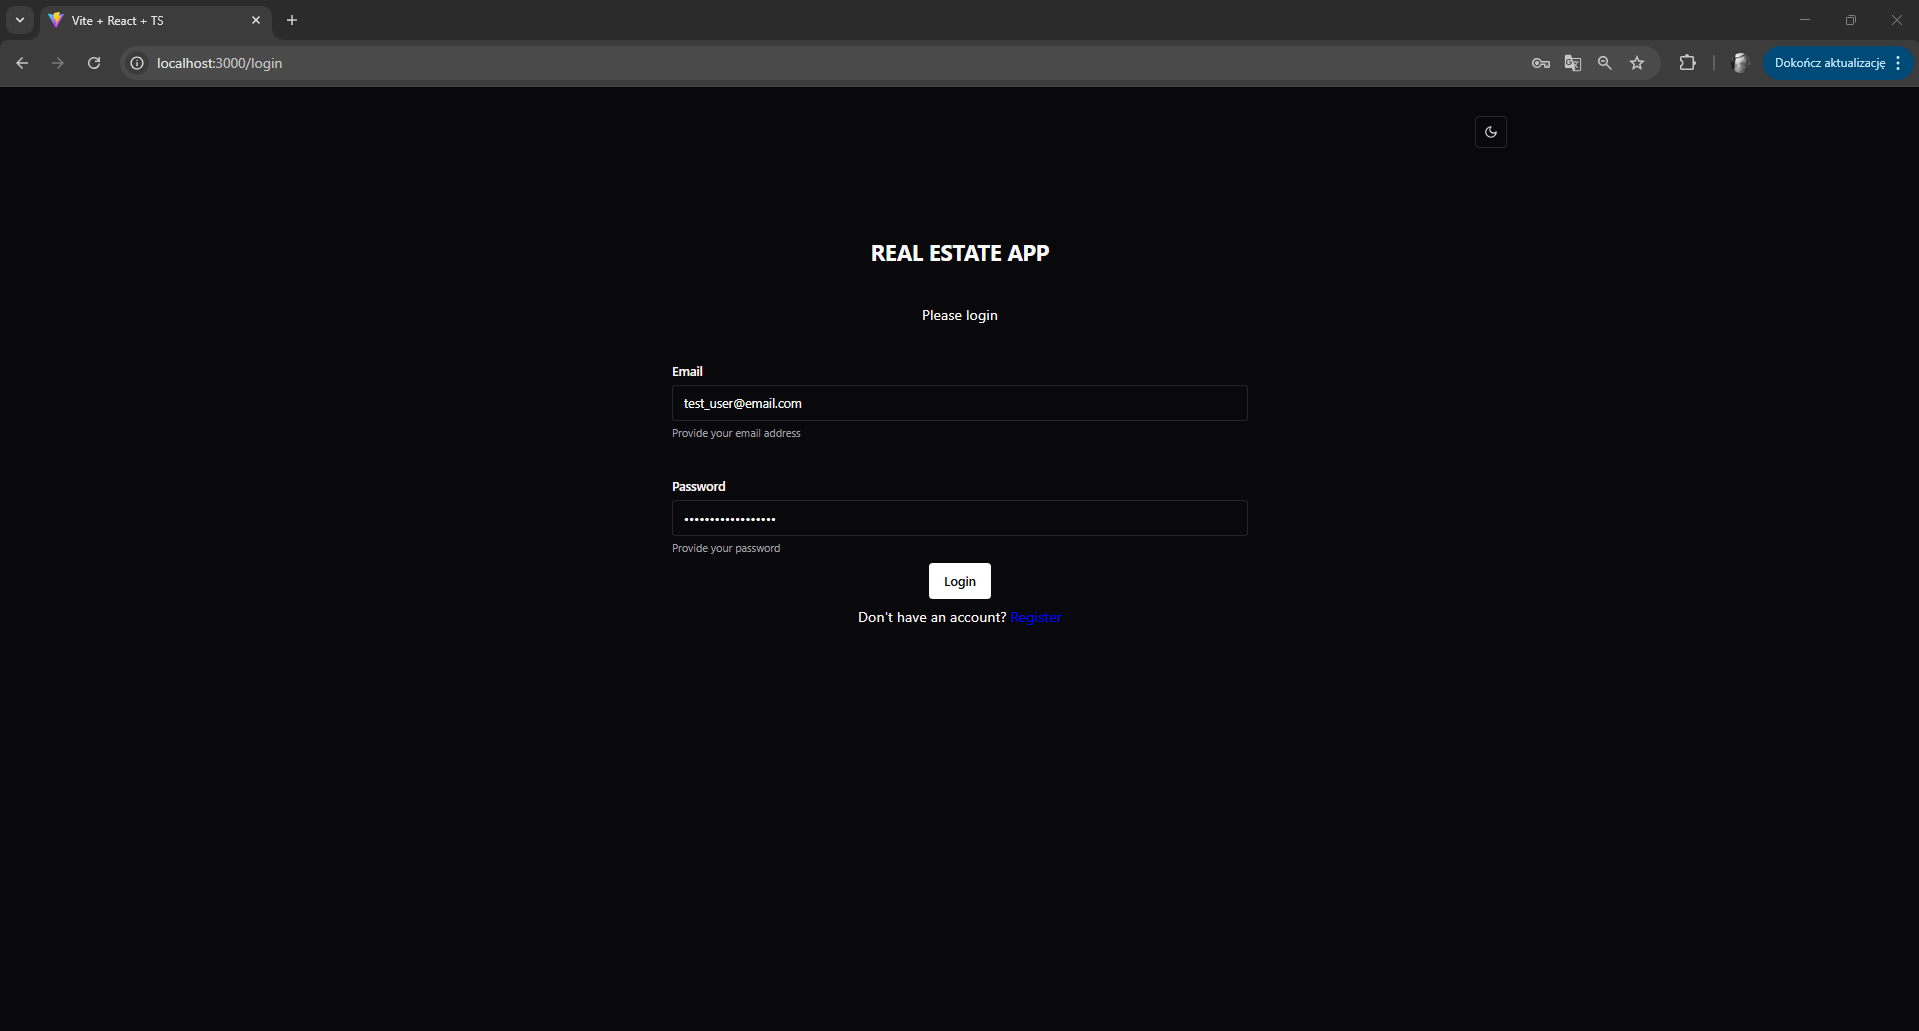 Vite + React + TS
localhost:3000/login
Dokończ aktualizację
REAL ESTATE APP
Please login
Email
test_user@email.com
Provide your email address
Password
••••••••••••••••••
Provide your password
Login
Don't have an account? Register